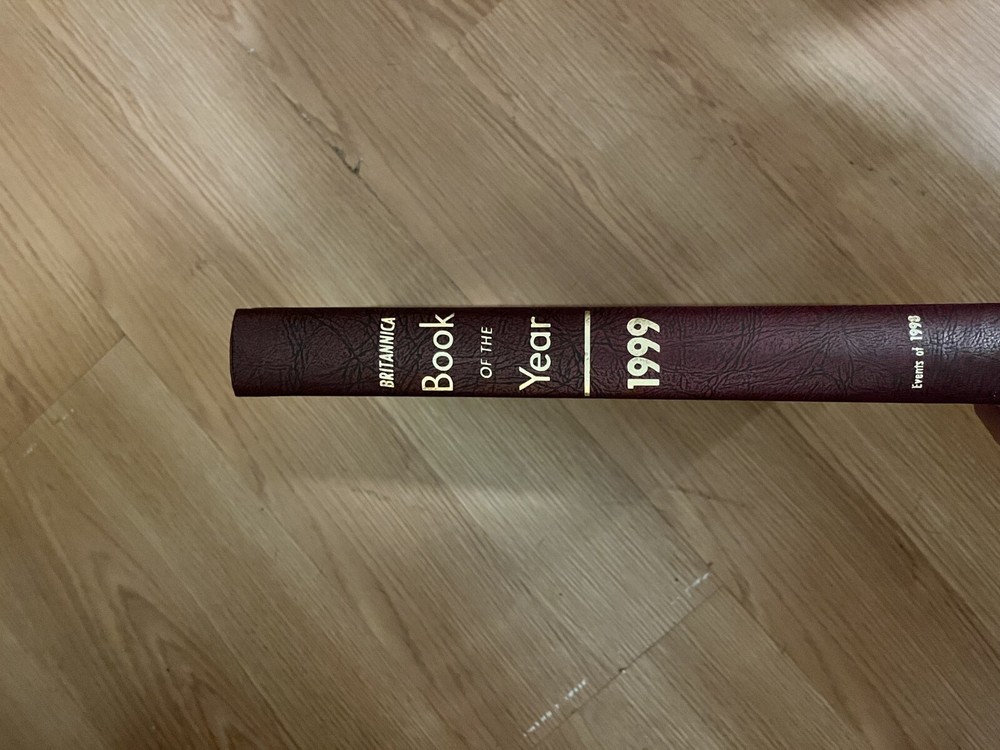 BRITANNICA
Book
OF THE
Year
1999
Events of 1998